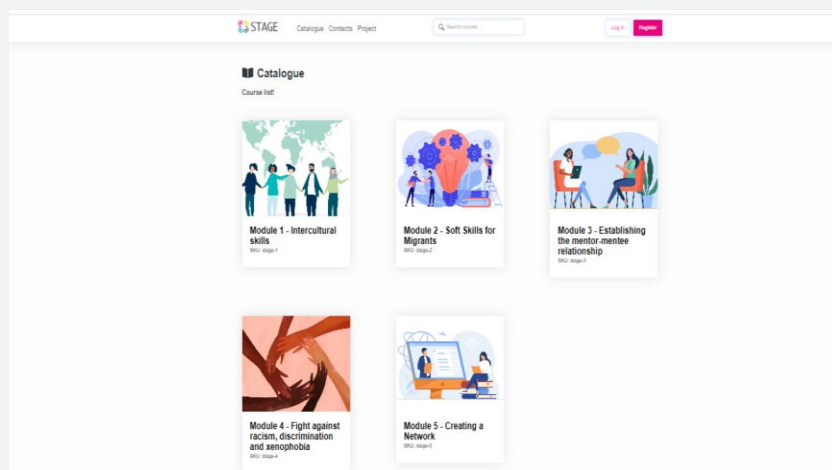 STAGE
Catalogue Contacts Project
Search course
Log in
Register
Catalogue
Course list!
Module 1 - Intercultural
skills
SKU: stage-1
Module 2 - Soft Skills for
Migrants
SKU: stage-2
Module 3 - Establishing
the mentor-mentee
relationship
SKU: stage-3
Module 4 - Fight against
racism, discrimination
and xenophobia
SKU: stage-4
Module 5 - Creating a
Network
SKU: stage-5